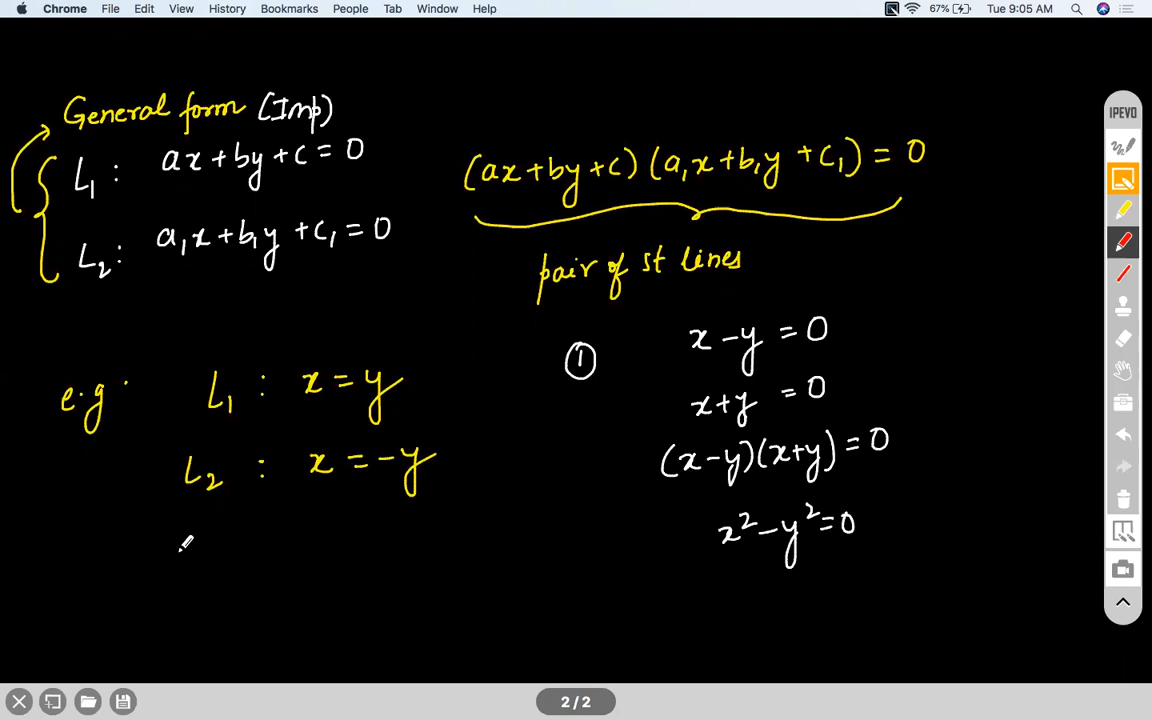 Chrome File Edit View History Bookmarks People Tab Window Help 67% Tue 9:05 AM
General form (Imp)
L₁ : ax + by + c = 0
L₂ : a₁x + b₁y + c₁ = 0
(ax + by + c) (a₁x + b₁y + c₁) = 0
pair of st lines
e.g L₁ : x = y
L₂ : x = -y
① x - y = 0
x + y = 0
(x - y)(x + y) = 0
x² - y² = 0
IPEVO
2/2